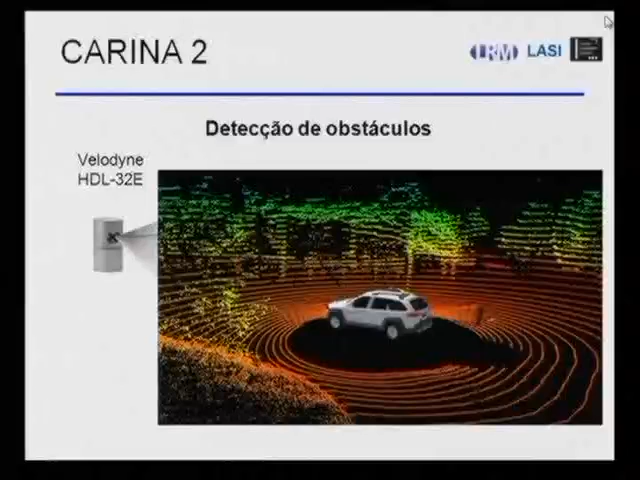 CARINA 2
LRM LASI
Detecção de obstáculos
Velodyne
HDL-32E